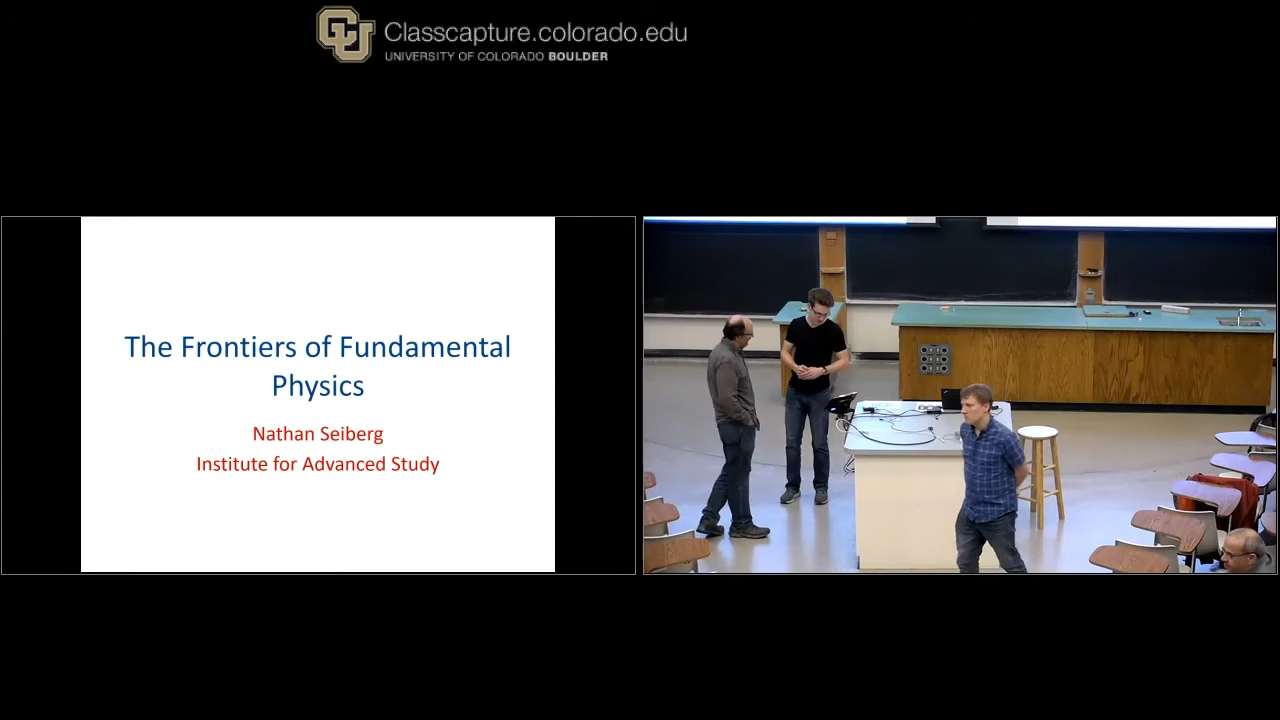 Classcapture.colorado.edu
UNIVERSITY OF COLORADO BOULDER
The Frontiers of Fundamental
Physics
Nathan Seiberg
Institute for Advanced Study